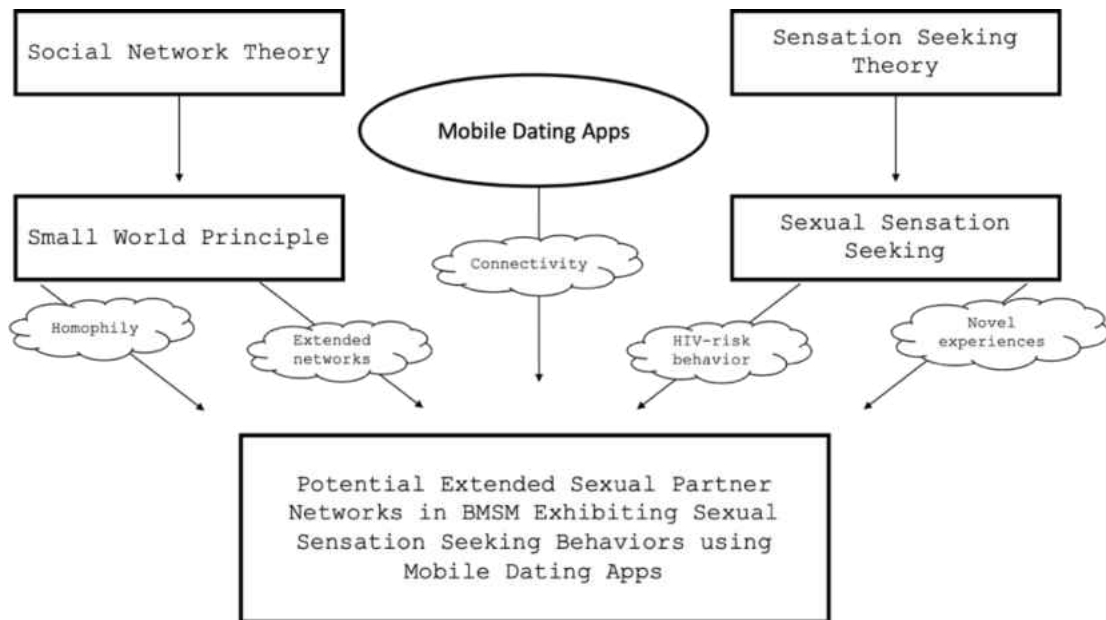 Social Network Theory
Sensation Seeking
Theory
Mobile Dating Apps
Small World Principle
Sexual Sensation
Seeking
Connectivity
Homophily
Extended
networks
HIV-risk
behavior
Novel
experiences
Potential Extended Sexual Partner
Networks in BMSM Exhibiting Sexual
Sensation Seeking Behaviors using
Mobile Dating Apps